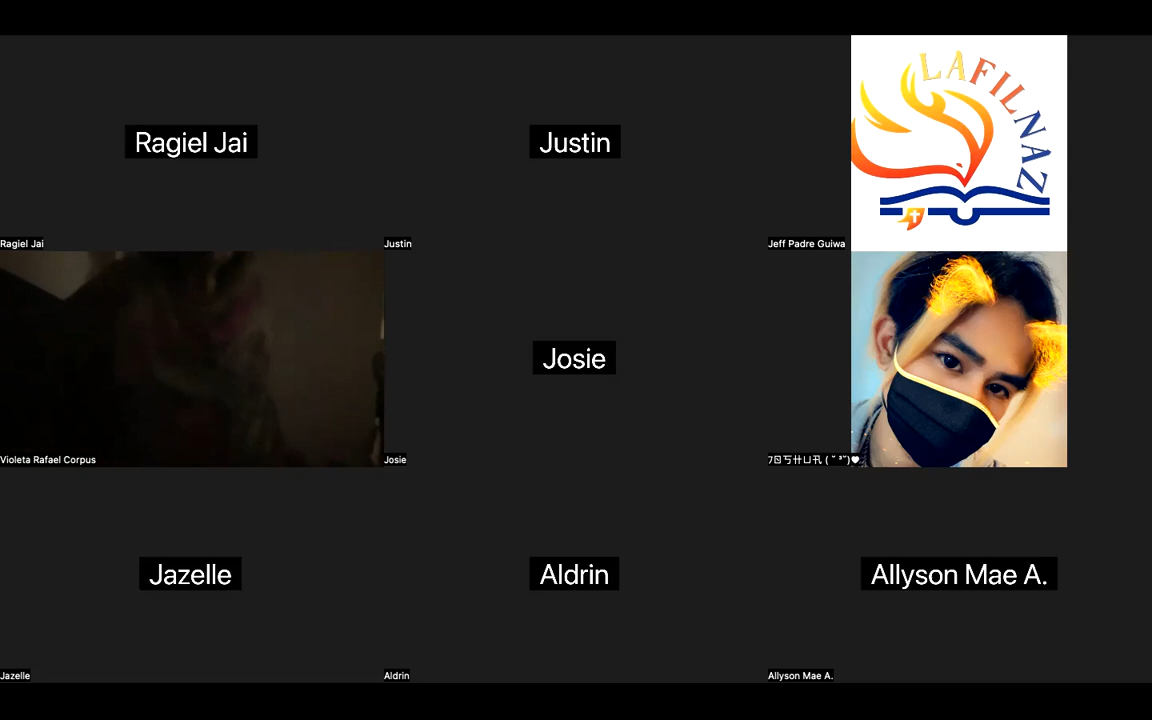 Ragiel Jai
Justin
LAFILNAZ
Ragiel Jai
Justin
Jeff Padre Guiwa
Josie
Violeta Rafael Corpus
Josie
Jazelle
Aldrin
Allyson Mae A.
Jazelle
Aldrin
Allyson Mae A.